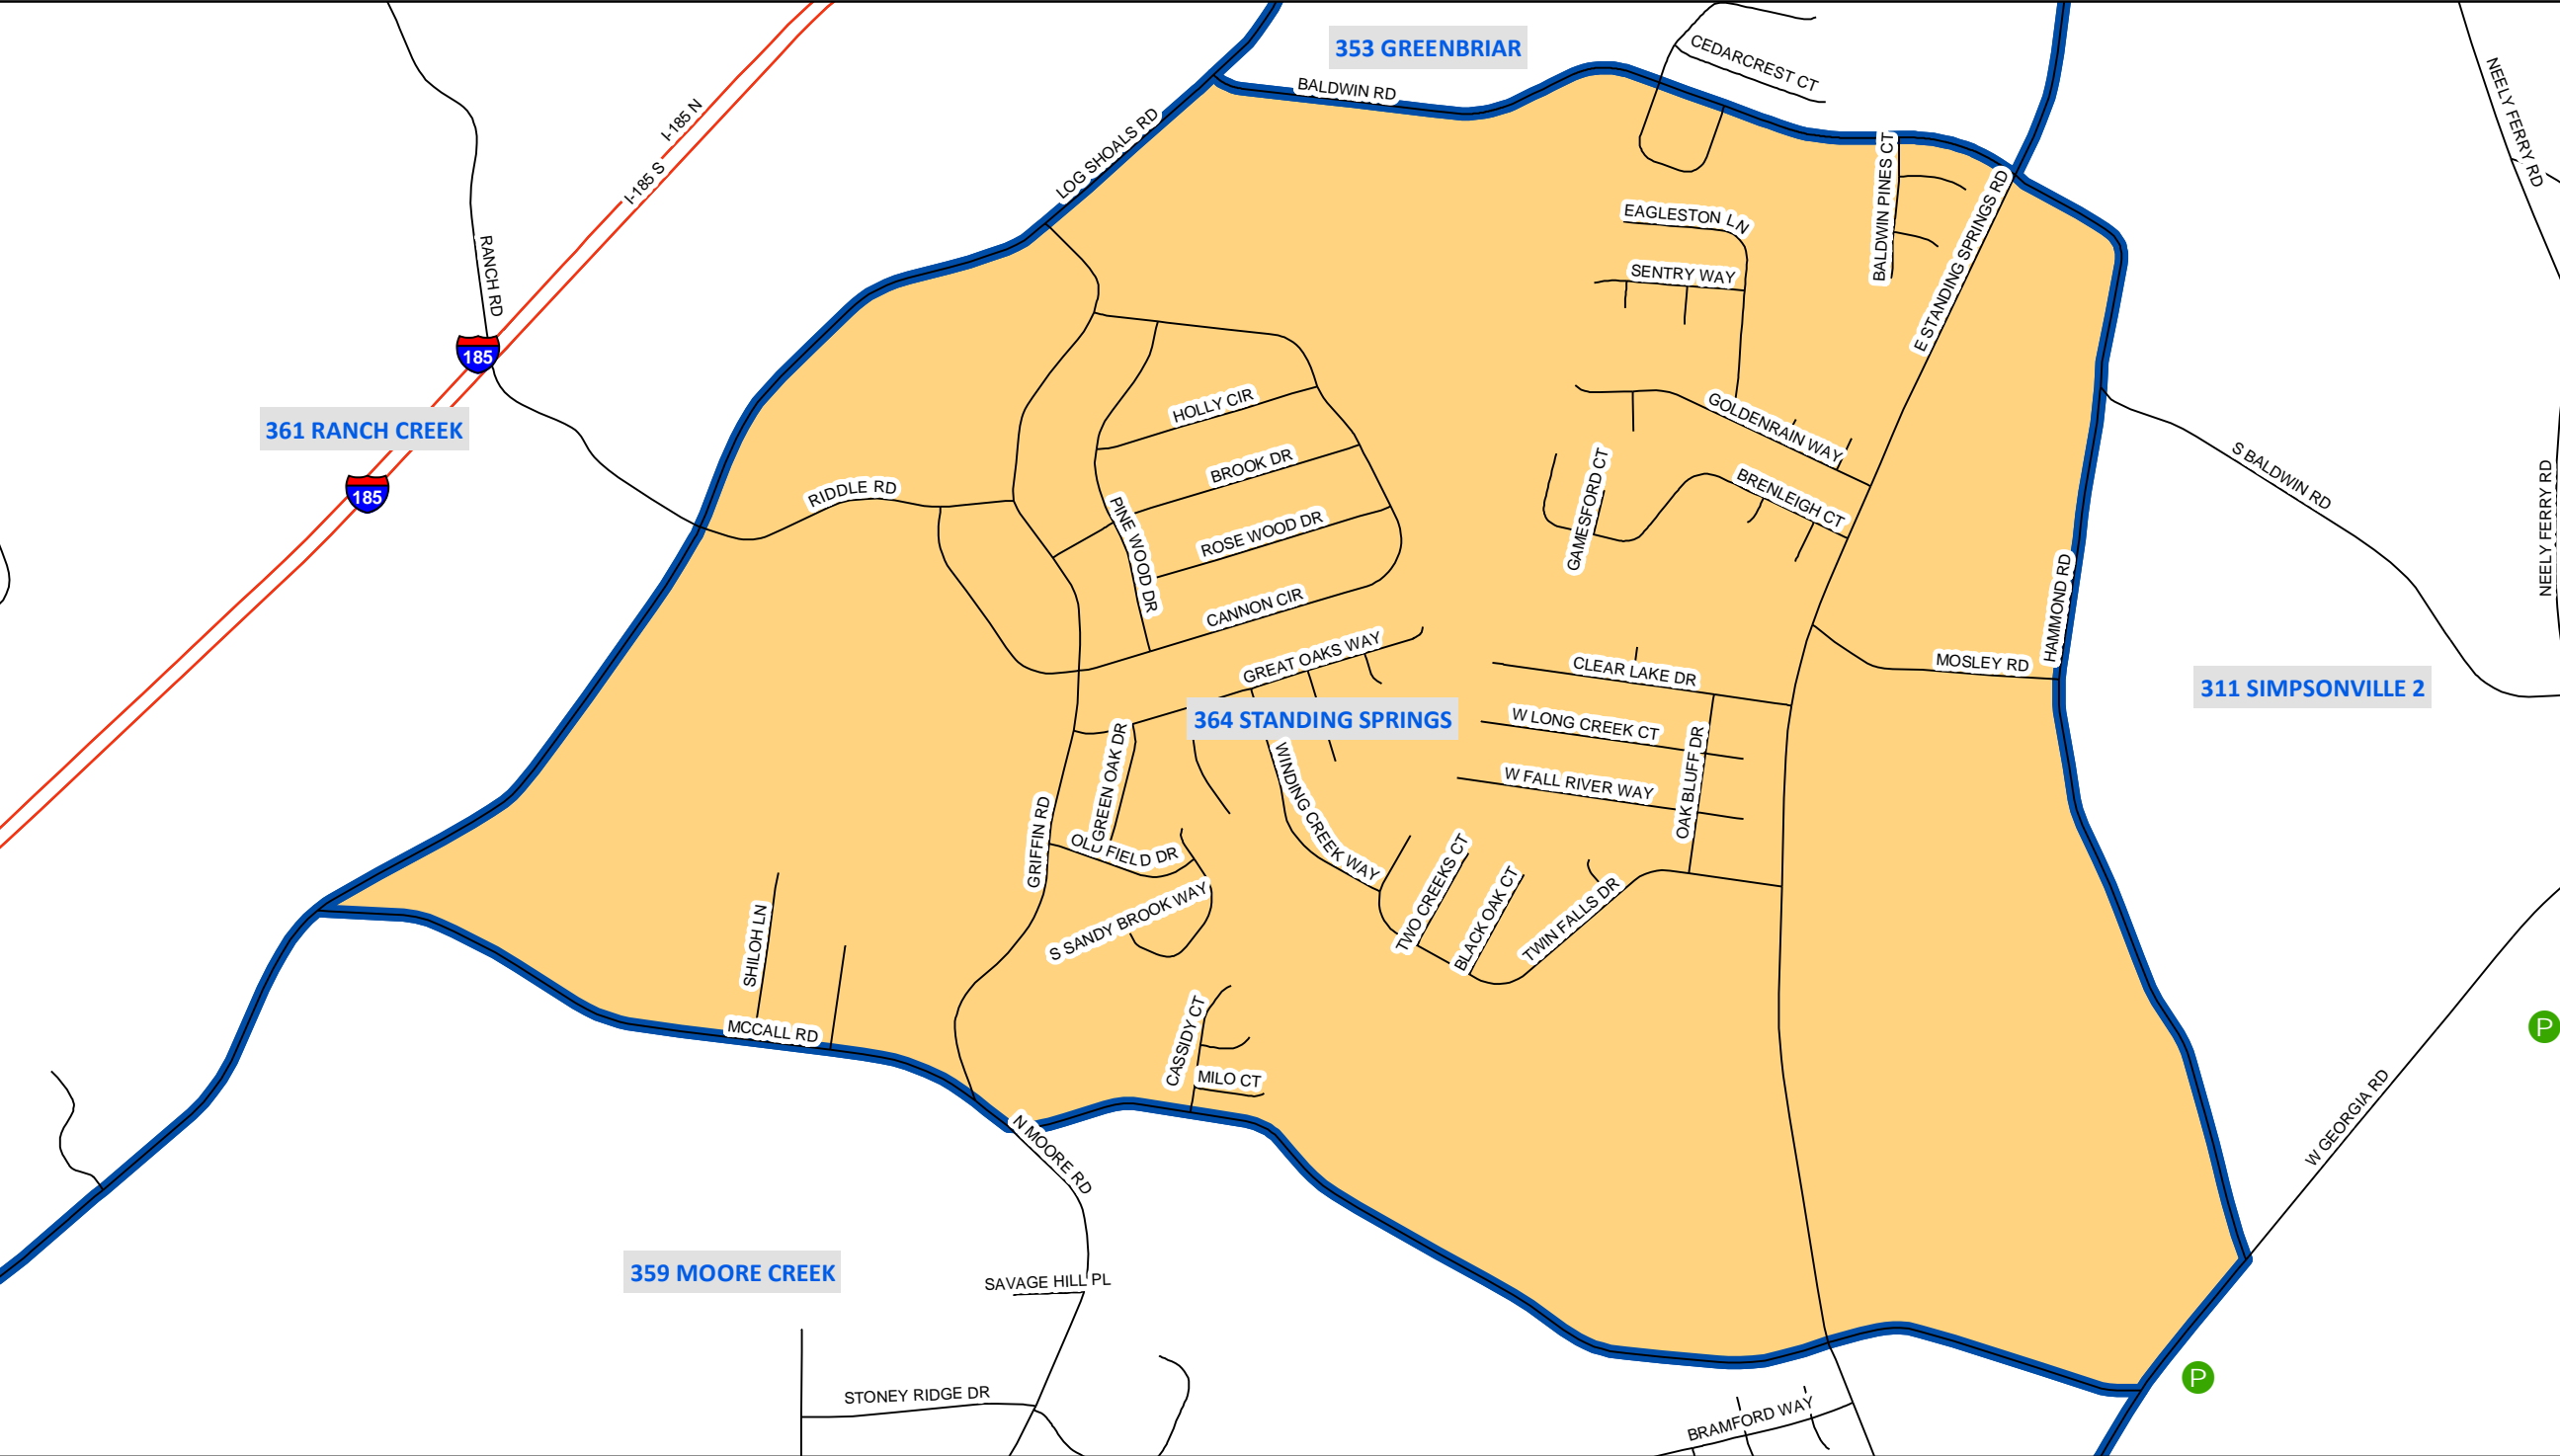 353 GREENBRIAR
CEDARCREST CT
BALDWIN RD
NEELY FERRY RD
I-185 N
LOG SHOALS RD
I-185 S
BALDWIN PINES CT
E STANDING SPRINGS RD
EAGLESTON LN
RANCH RD
SENTRY WAY
185
HOLLY CIR
GOLDENRAIN WAY
361 RANCH CREEK
BROOK DR
S BALDWIN RD
185
RIDDLE RD
GAMESFORD CT
BRENLEIGH CT
NEELY FERRY RD
PINE WOOD DR
ROSE WOOD DR
HAMMOND RD
CANNON CIR
GREAT OAKS WAY
CLEAR LAKE DR
MOSLEY RD
311 SIMPSONVILLE 2
364 STANDING SPRINGS
W LONG CREEK CT
GREEN OAK DR
WINDING CREEK WAY
W FALL RIVER WAY
OAK BLUFF DR
GRIFFIN RD
OLD FIELD DR
TWO CREEKS CT
BLACK OAK CT
TWIN FALLS DR
S SANDY BROOK WAY
SHILOH LN
MCCALL RD
CASSIDY CT
P
MILO CT
W GEORGIA RD
N MOORE RD
359 MOORE CREEK
SAVAGE HILL PL
P
STONEY RIDGE DR
BRAMFORD WAY